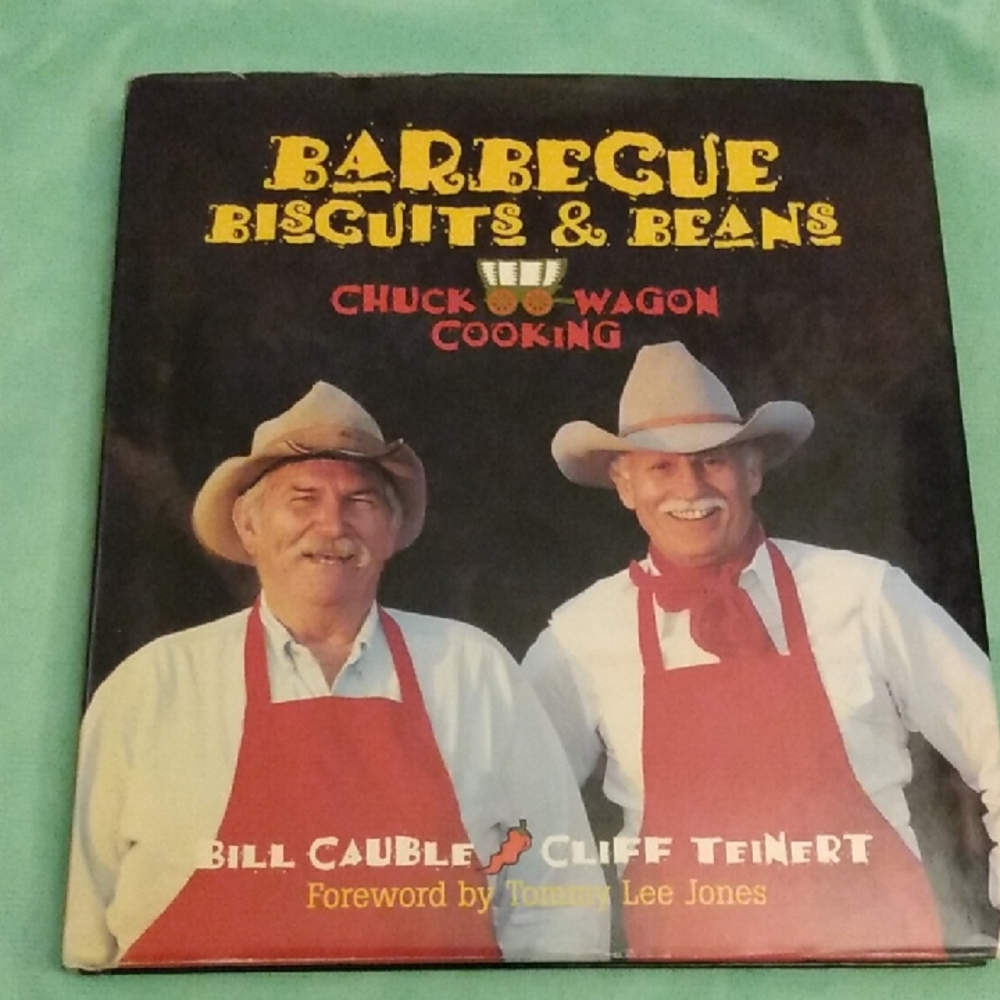 BARBECUE
BISCUITS & BEANS
CHUCK WAGON
COOKING
BILL CAUBLE CLIFF TEINERT
Foreword by Tommy Lee Jones